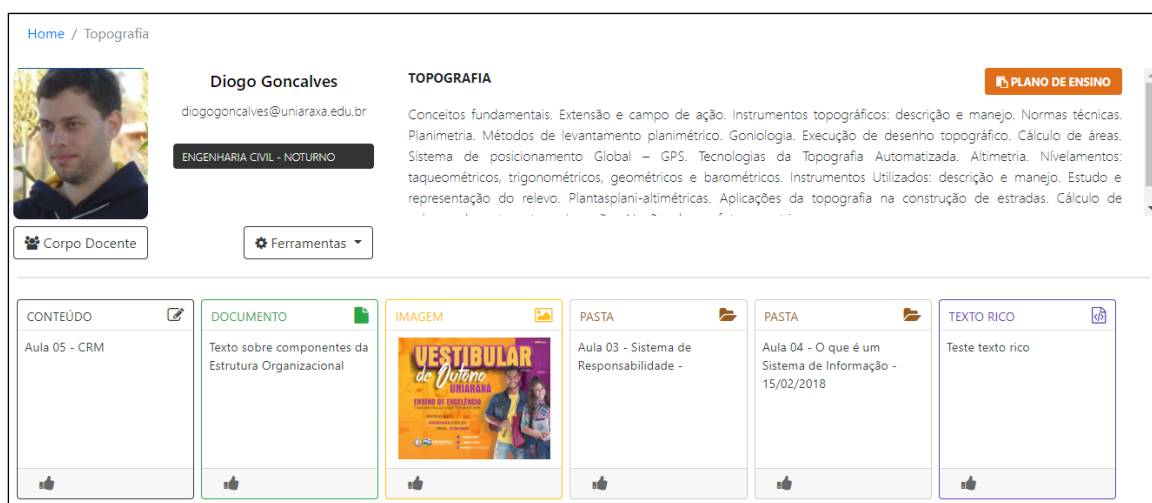 Home / Topografia
Diogo Goncalves
diogogoncalves@uniaraxa.edu.br
ENGENHARIA CIVIL - NOTURNO
Corpo Docente
Ferramentas
TOPOGRAFIA
PLANO DE ENSINO
Conceitos fundamentais. Extensão e campo de ação. Instrumentos topográficos: descrição e manejo. Normas técnicas.
Planimetria. Métodos de levantamento planimétrico. Goniologia. Execução de desenho topográfico. Cálculo de áreas.
Sistema de posicionamento Global – GPS. Tecnologias da Topografia Automatizada. Altimetria. Nívelamentos:
taqueométricos, trigonométricos, geométricos e barométricos. Instrumentos Utilizados: descrição e manejo. Estudo e
representação do relevo. Plantasplani-altimétricas. Aplicações da topografia na construção de estradas. Cálculo de
CONTEÚDO
Aula 05 - CRM
DOCUMENTO
Texto sobre componentes da
Estrutura Organizacional
IMAGEM
VESTIBULAR
de Outono
UNIARAXÁ
ENSINO DE EXCELÊNCIA
PASTA
Aula 03 - Sistema de
Responsabilidade -
PASTA
Aula 04 - O que é um
Sistema de Informação -
15/02/2018
TEXTO RICO
Teste texto rico